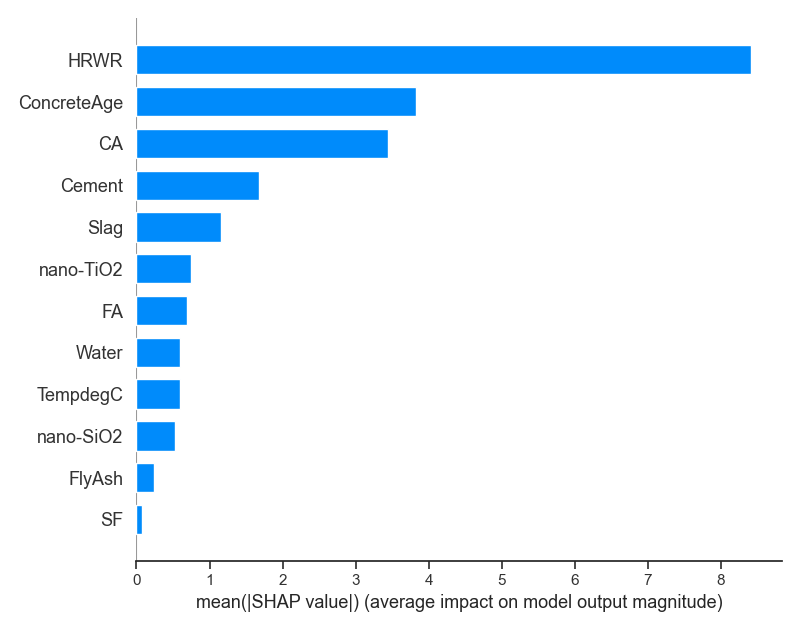 HRWR
ConcreteAge
CA
Cement
Slag
nano-TiO2
FA
Water
TempdegC
nano-SiO2
FlyAsh
SF
0 1 2 3 4 5 6 7 8
mean(|SHAP value|) (average impact on model output magnitude)